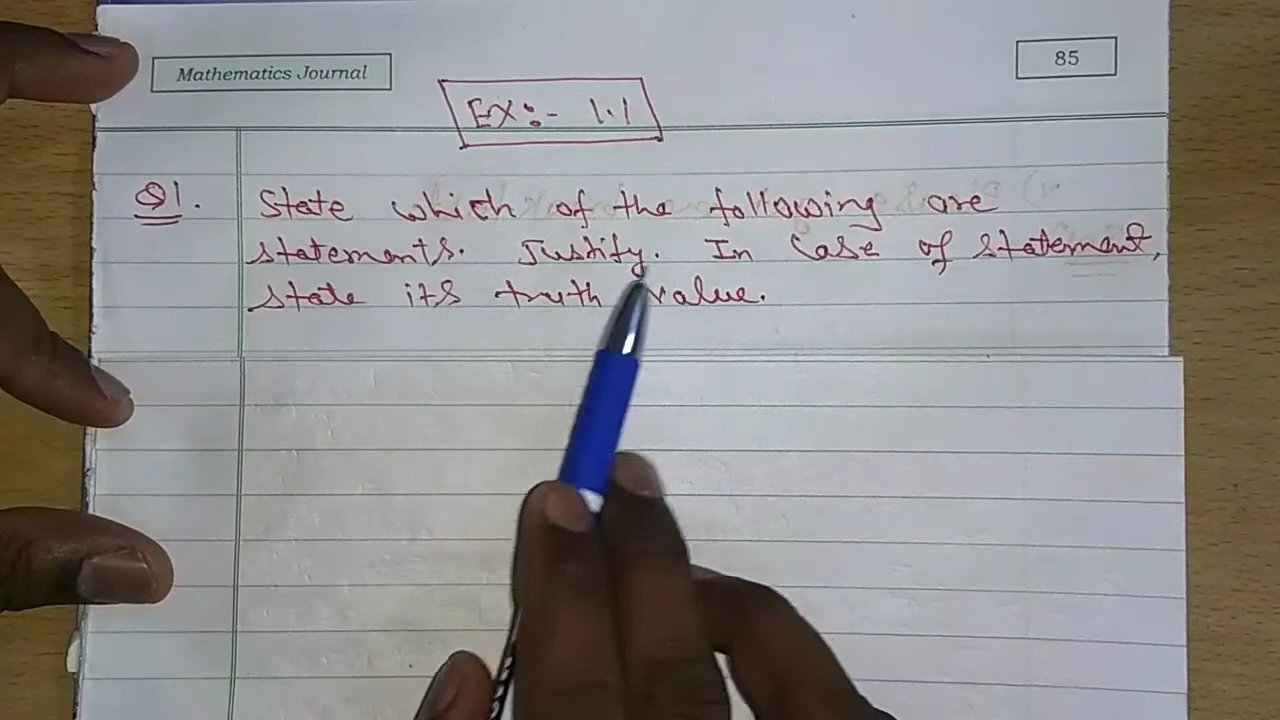 Mathematics Journal
85
Ex:- 1.1
Q1. State which of the following are
statements. Justify. In case of statement,
state its truth value.